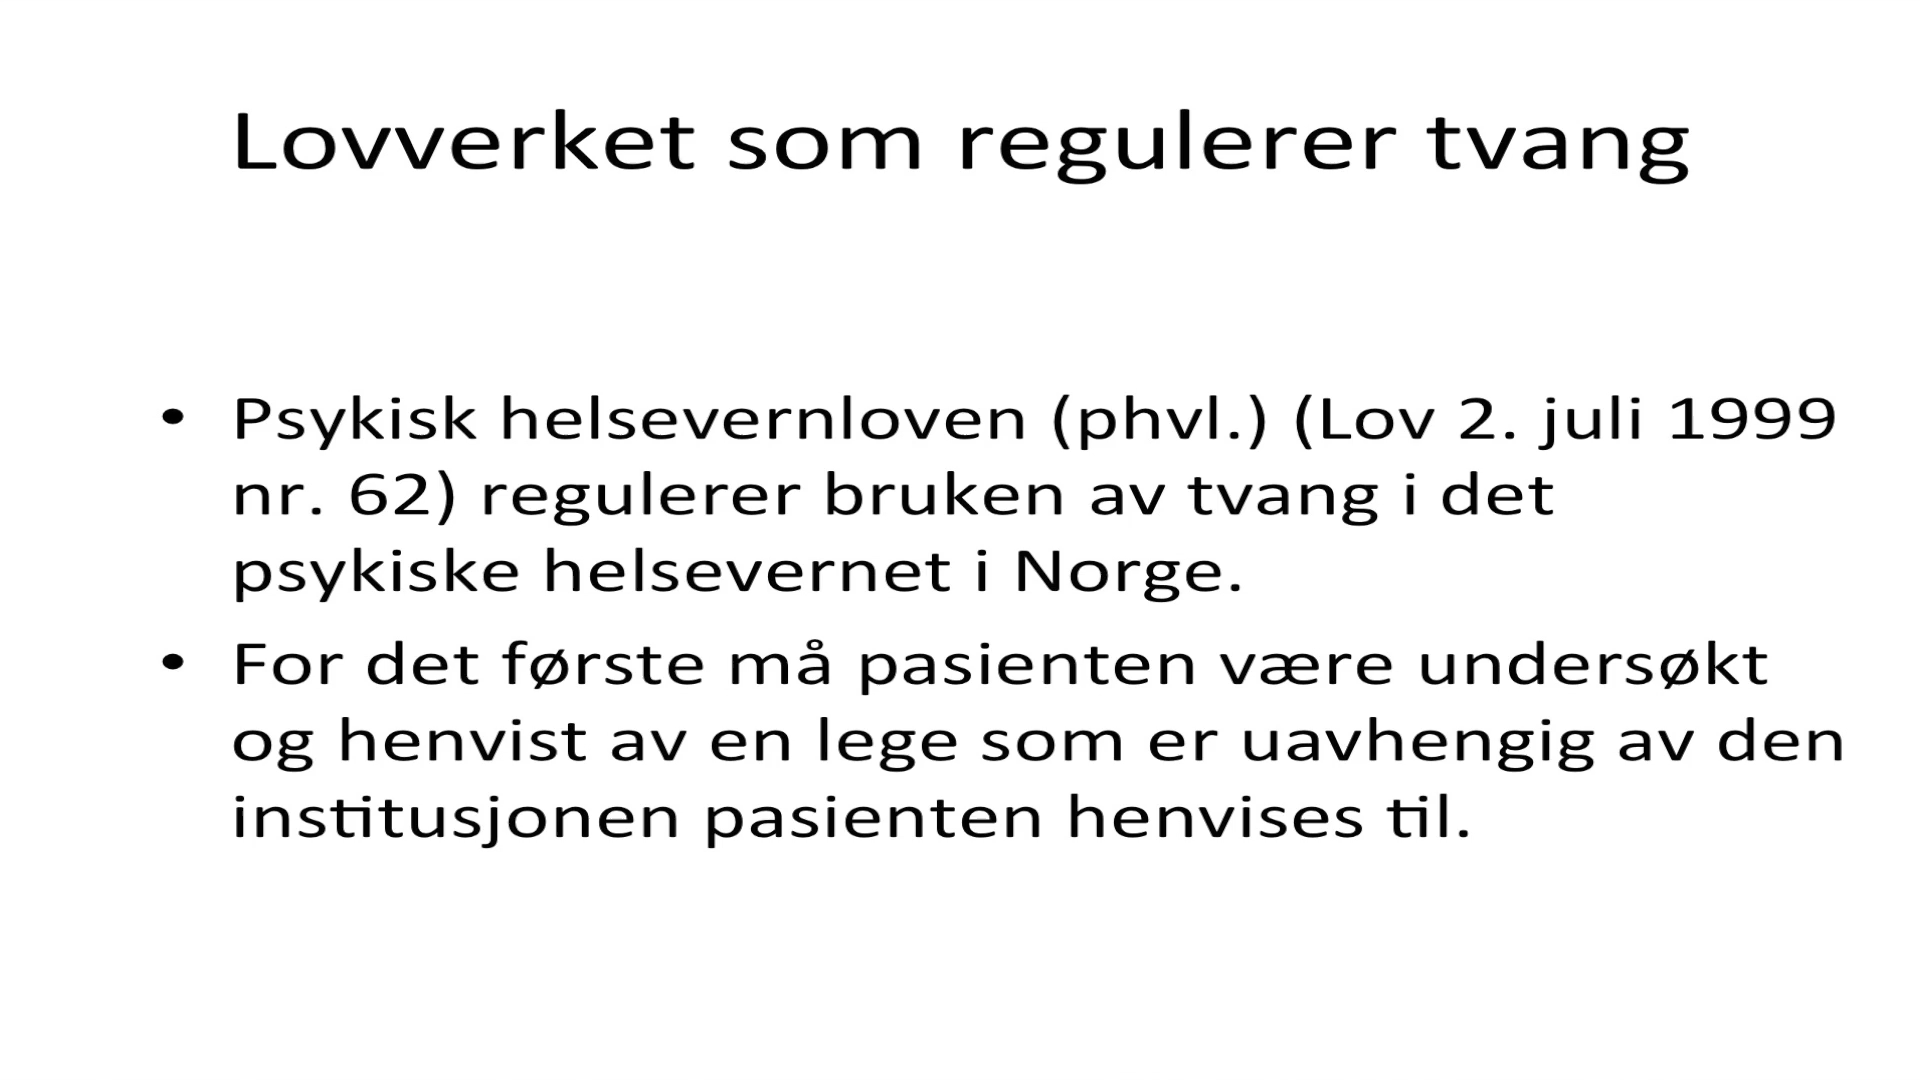 Lovverket som regulerer tvang
• Psykisk helsevernloven (phvl.) (Lov 2. juli 1999
nr. 62) regulerer bruken av tvang i det
psykiske helsevernet i Norge.
• For det første må pasienten være undersøkt
og henvist av en lege som er uavhengig av den
institusjonen pasienten henvises til.